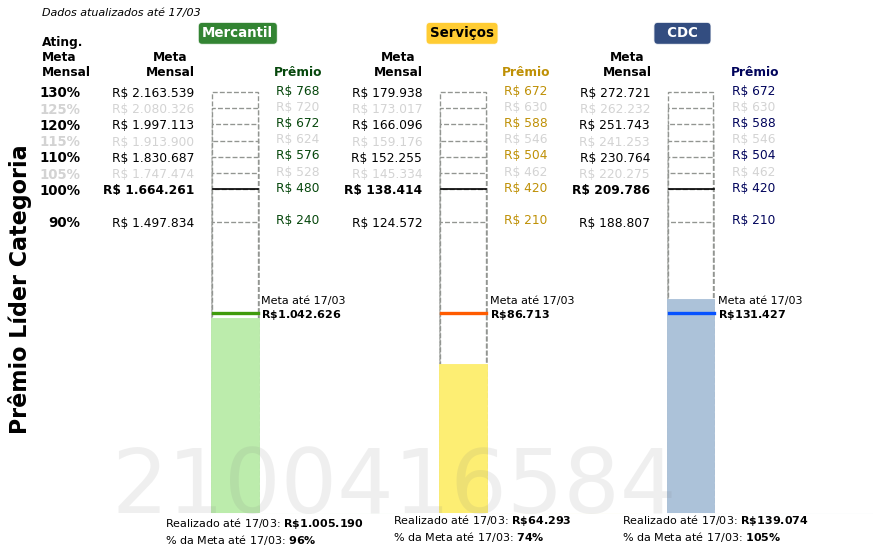 Dados atualizados até 17/03
Mercantil Serviços CDC
Ating.
Meta Meta Meta Meta
Mensal Mensal Prêmio Mensal Prêmio Mensal Prêmio
130% R$ 2.163.539 R$ 768 R$ 179.938 R$ 672 R$ 272.721 R$ 672
125% R$ 2.080.326 R$ 720 R$ 173.017 R$ 630 R$ 262.232 R$ 630
120% R$ 1.997.113 R$ 672 R$ 166.096 R$ 588 R$ 251.743 R$ 588
115% R$ 1.913.900 R$ 624 R$ 159.176 R$ 546 R$ 241.253 R$ 546
110% R$ 1.830.687 R$ 576 R$ 152.255 R$ 504 R$ 230.764 R$ 504
105% R$ 1.747.474 R$ 528 R$ 145.334 R$ 462 R$ 220.275 R$ 462
100% R$ 1.664.261 R$ 480 R$ 138.414 R$ 420 R$ 209.786 R$ 420
90% R$ 1.497.834 R$ 240 R$ 124.572 R$ 210 R$ 188.807 R$ 210
Prêmio Líder Categoria
Meta até 17/03 Meta até 17/03 Meta até 17/03
R$1.042.626 R$86.713 R$131.427
2100416584
Realizado até 17/03: R$1.005.190 Realizado até 17/03: R$64.293 Realizado até 17/03: R$139.074
% da Meta até 17/03: 96% % da Meta até 17/03: 74% % da Meta até 17/03: 105%